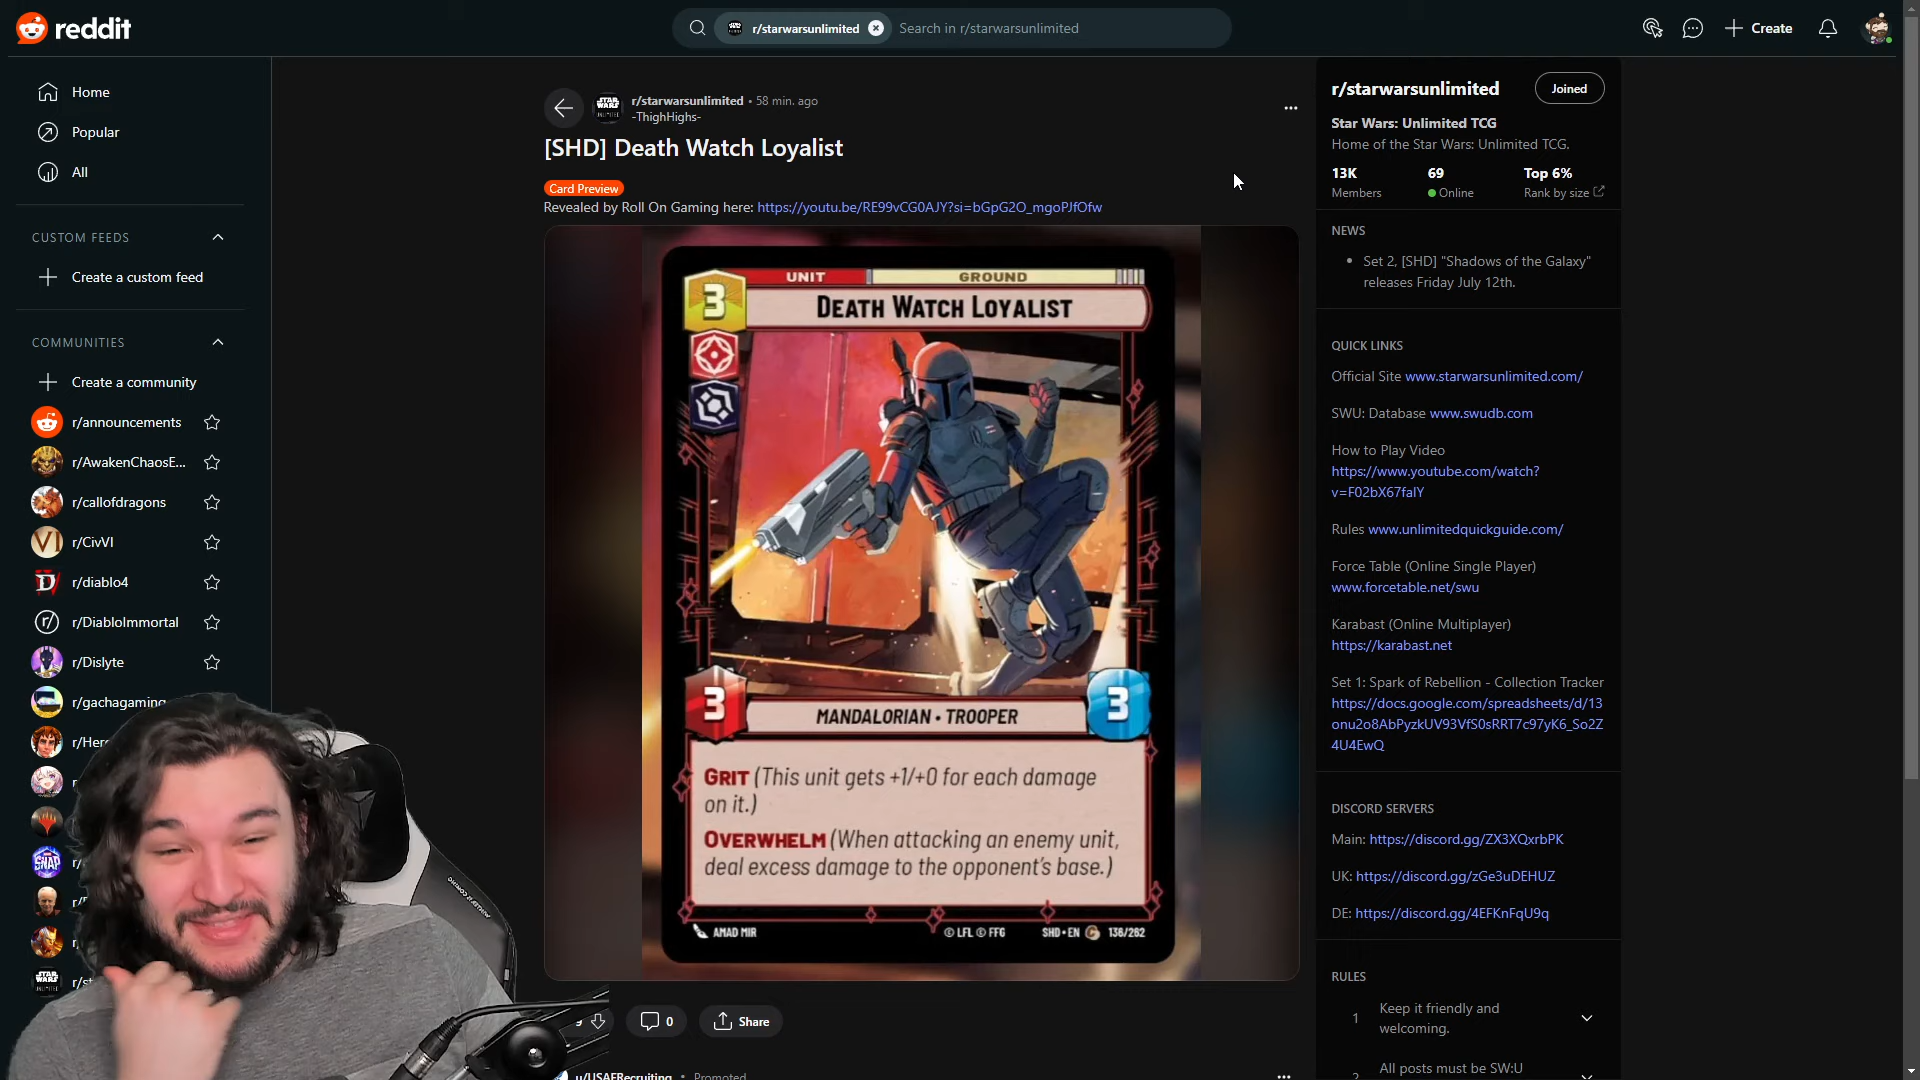 reddit
r/starwarsunlimited
Search in r/starwarsunlimited
Create
Home
Popular
All
CUSTOM FEEDS
Create a custom feed
COMMUNITIES
Create a community
r/announcements
r/AwakenChaosE...
r/callofdragons
r/CivVI
r/diablo4
r/DiabloImmortal
r/Dislyte
r/gachagaming
r/starwarsunlimited • 58 min. ago
-ThighHighs-
[SHD] Death Watch Loyalist
Card Preview
Revealed by Roll On Gaming here: https://youtu.be/RE99vCG0AJY?si=bGpG2O_mgoPJfOfw
UNIT GROUND
3
DEATH WATCH LOYALIST
3 3
MANDALORIAN • TROOPER
GRIT (This unit gets +1/+0 for each damage
on it.)
OVERWHELM (When attacking an enemy unit,
deal excess damage to the opponent's base.)
AMAD MIR
© LFL © FFG
SHD • EN C 136/262
9
0
Share
u/USAFRecruiting • Promoted
r/starwarsunlimited
Joined
Star Wars: Unlimited TCG
Home of the Star Wars: Unlimited TCG.
13K 69 Top 6%
Members Online Rank by size
NEWS
• Set 2, [SHD] "Shadows of the Galaxy"
releases Friday July 12th.
QUICK LINKS
Official Site www.starwarsunlimited.com/
SWU: Database www.swudb.com
How to Play Video
https://www.youtube.com/watch?
v=F02bX67faIY
Rules www.unlimitedquickguide.com/
Force Table (Online Single Player)
www.forcetable.net/swu
Karabast (Online Multiplayer)
https://karabast.net
Set 1: Spark of Rebellion - Collection Tracker
https://docs.google.com/spreadsheets/d/13
onu2o8AbPyzkUV93VfS0sRRT7c97yK6_So2Z
4U4EwQ
DISCORD SERVERS
Main: https://discord.gg/ZX3XQxrbPK
UK: https://discord.gg/zGe3uDEHUZ
DE: https://discord.gg/4EFKnFqU9q
RULES
1 Keep it friendly and
welcoming.
2 All posts must be SW:U